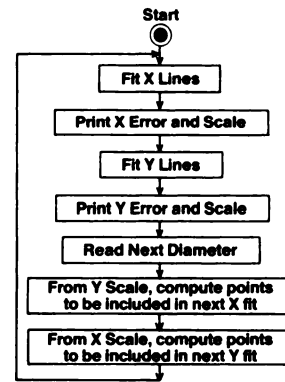 Start
Fit X Lines
Print X Error and Scale
Fit Y Lines
Print Y Error and Scale
Read Next Diameter
From Y Scale, compute points
to be included in next X fit
From X Scale, compute points
to be included in next Y fit